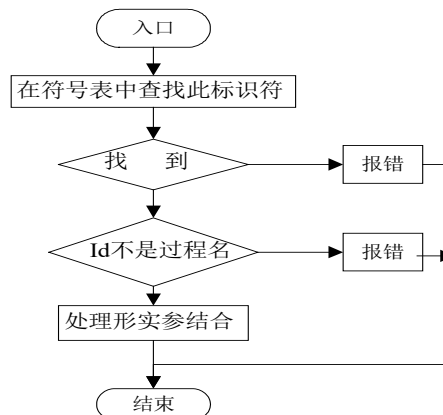 入口
在符号表中查找此标识符
找 到
报错
Id不是过程名
报错
处理形实参结合
结束